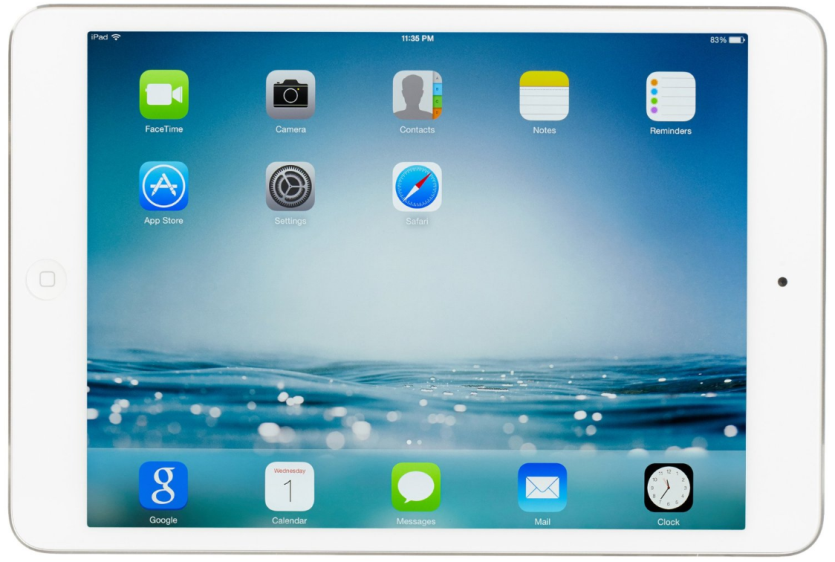 iPad 11:35 PM 83%
FaceTime Camera Contacts Notes Reminders
App Store Settings Safari
g Wednesday 1
Google Calendar Messages Mail Clock